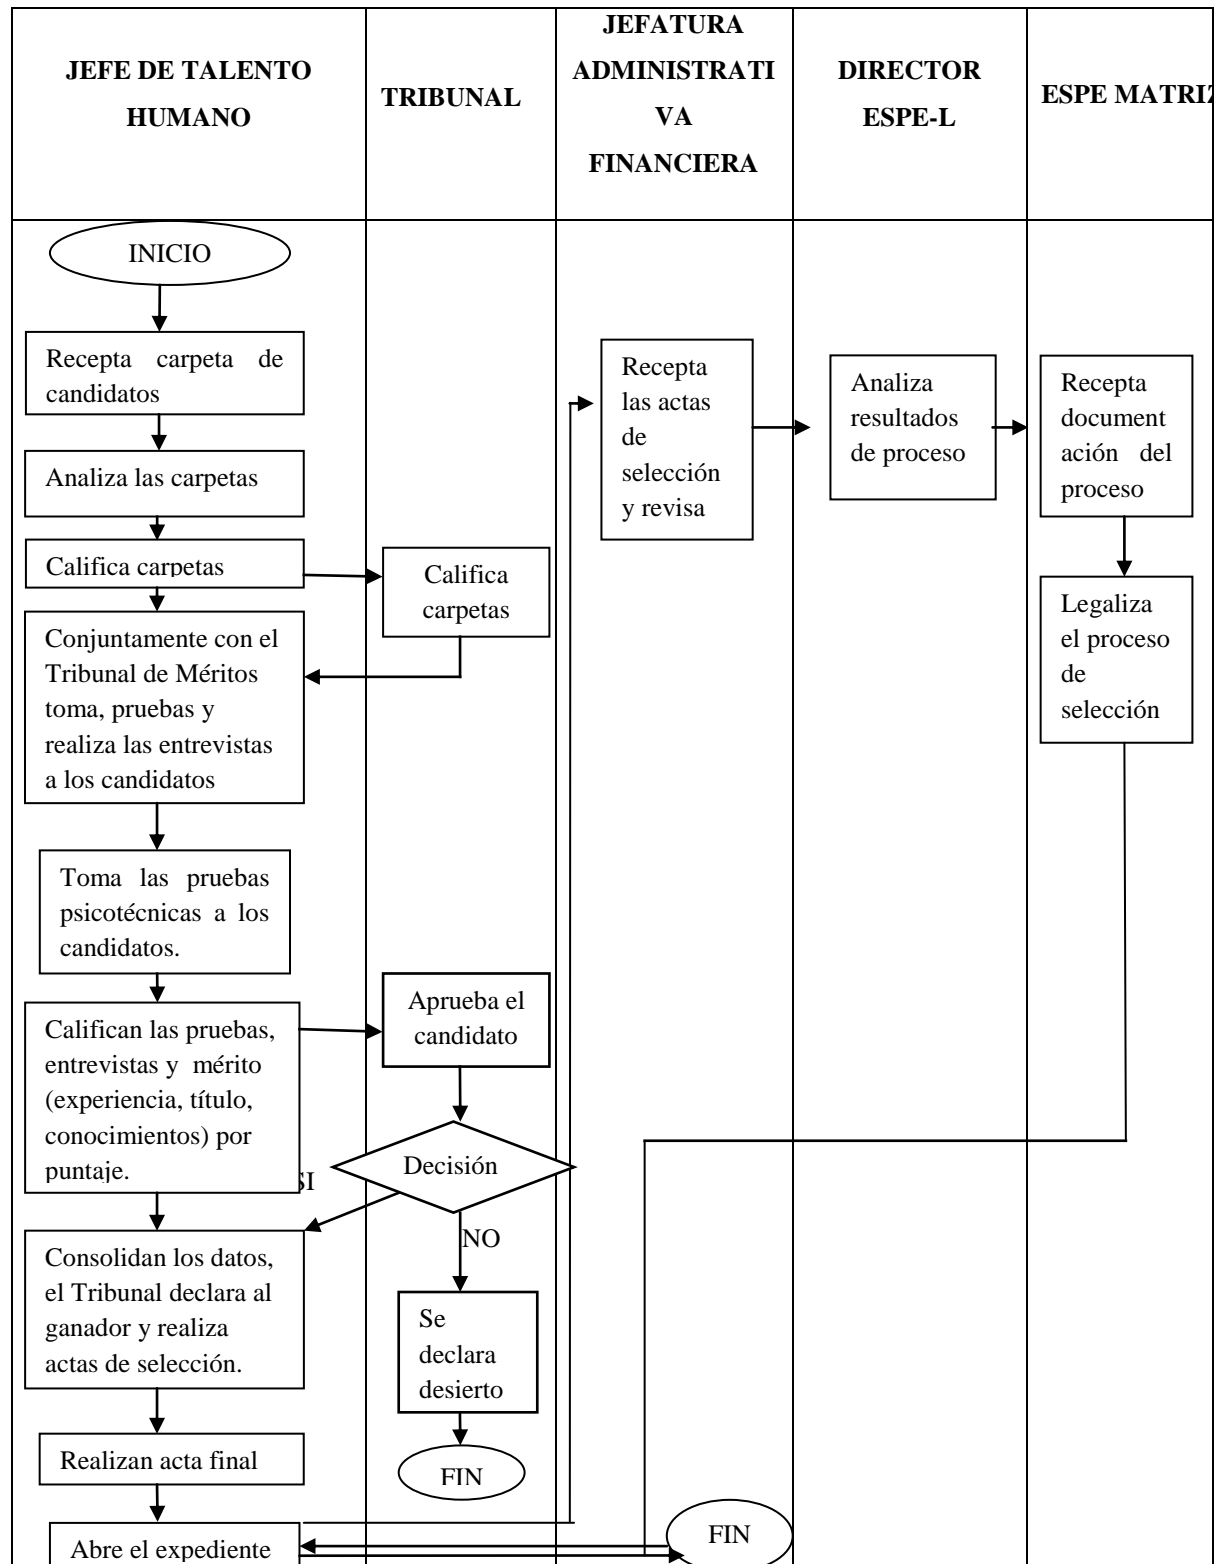 JEFE DE TALENTO
HUMANO
TRIBUNAL
JEFATURA
ADMINISTRATI
VA
FINANCIERA
DIRECTOR
ESPE-L
ESPE MATRIZ
INICIO
Recepta carpeta de
candidatos
Analiza las carpetas
Califica carpetas
Conjuntamente con el
Tribunal de Méritos
toma, pruebas y
realiza las entrevistas
a los candidatos
Toma las pruebas
psicotécnicas a los
candidatos.
Califican las pruebas,
entrevistas y mérito
(experiencia, título,
conocimientos) por
puntaje.
SI
Consolidan los datos,
el Tribunal declara al
ganador y realiza
actas de selección.
Realizan acta final
Abre el expediente
Califica
carpetas
Aprueba el
candidato
Decisión
NO
Se
declara
desierto
FIN
Recepta
las actas
de
selección
y revisa
FIN
Analiza
resultados
de proceso
Recepta
document
ación del
proceso
Legaliza
el proceso
de
selección